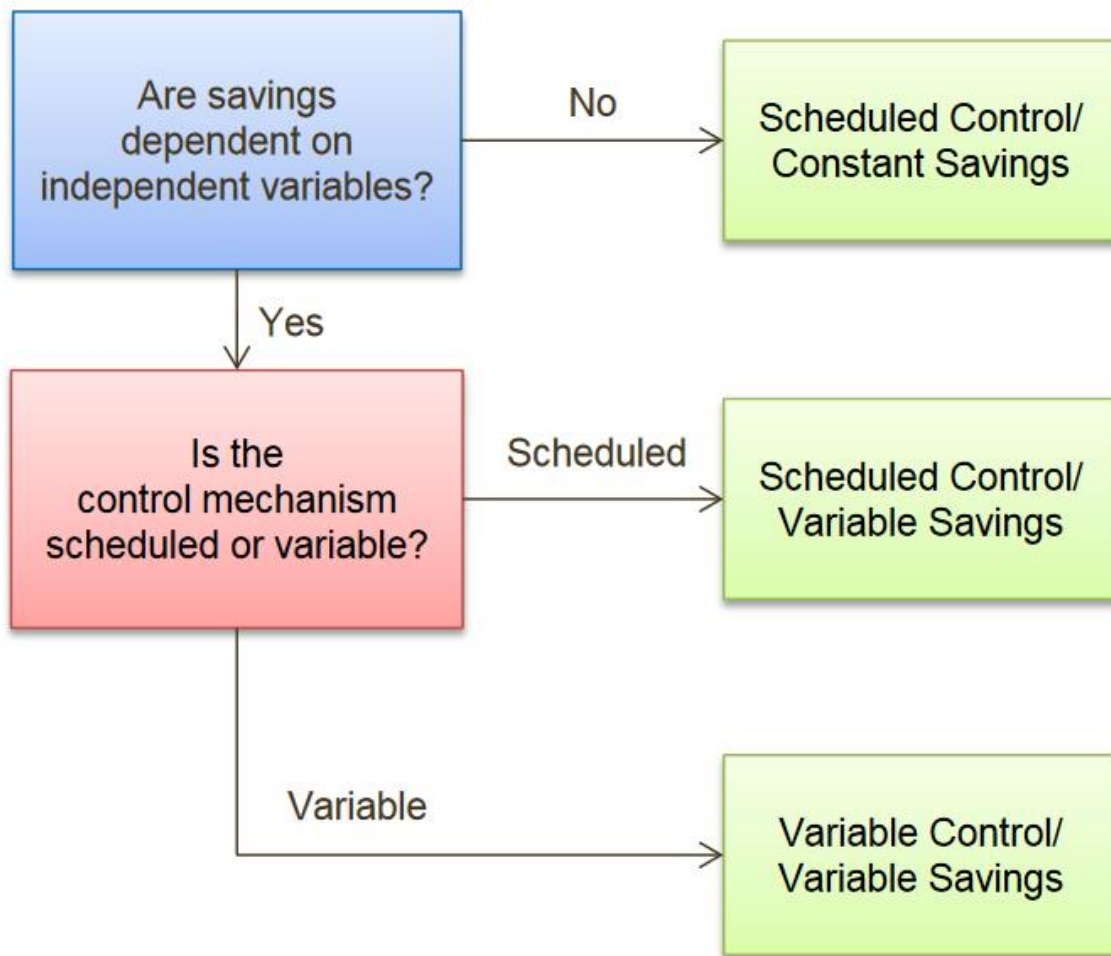 Are savings
dependent on
independent variables?
No
Scheduled Control/
Constant Savings
Yes
Is the
control mechanism
scheduled or variable?
Scheduled
Scheduled Control/
Variable Savings
Variable
Variable Control/
Variable Savings